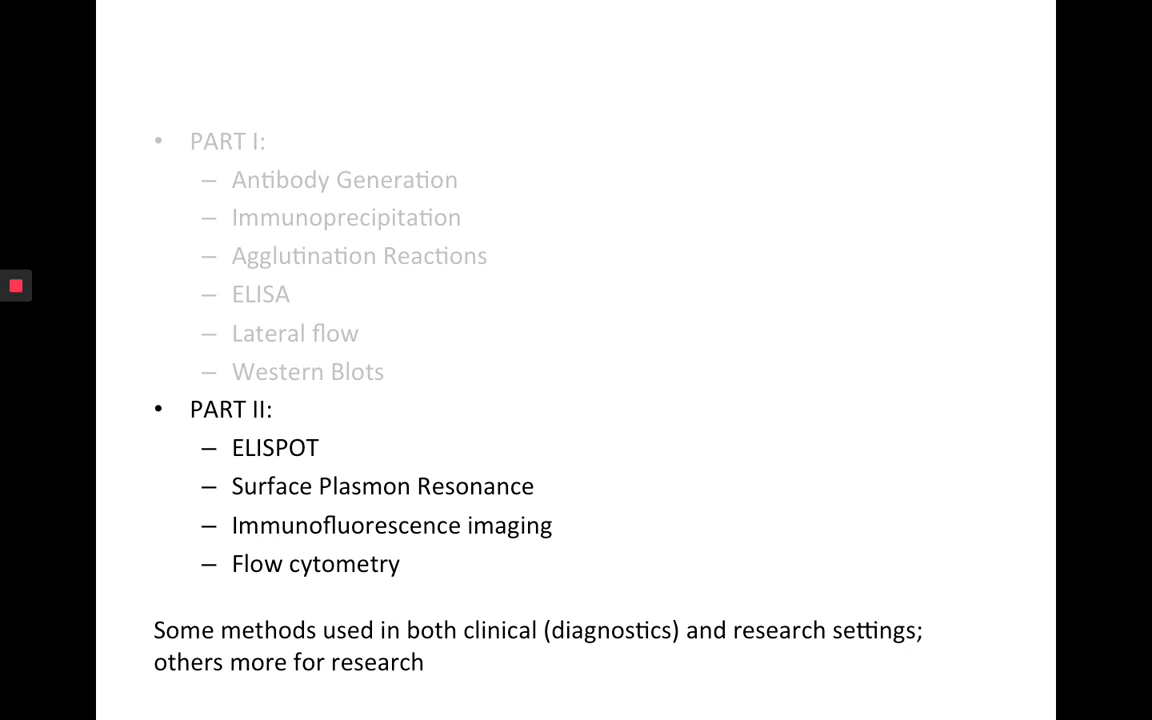 • PART I:
– Antibody Generation
– Immunoprecipitation
– Agglutination Reactions
– ELISA
– Lateral flow
– Western Blots
• PART II:
– ELISPOT
– Surface Plasmon Resonance
– Immunofluorescence imaging
– Flow cytometry
Some methods used in both clinical (diagnostics) and research settings;
others more for research